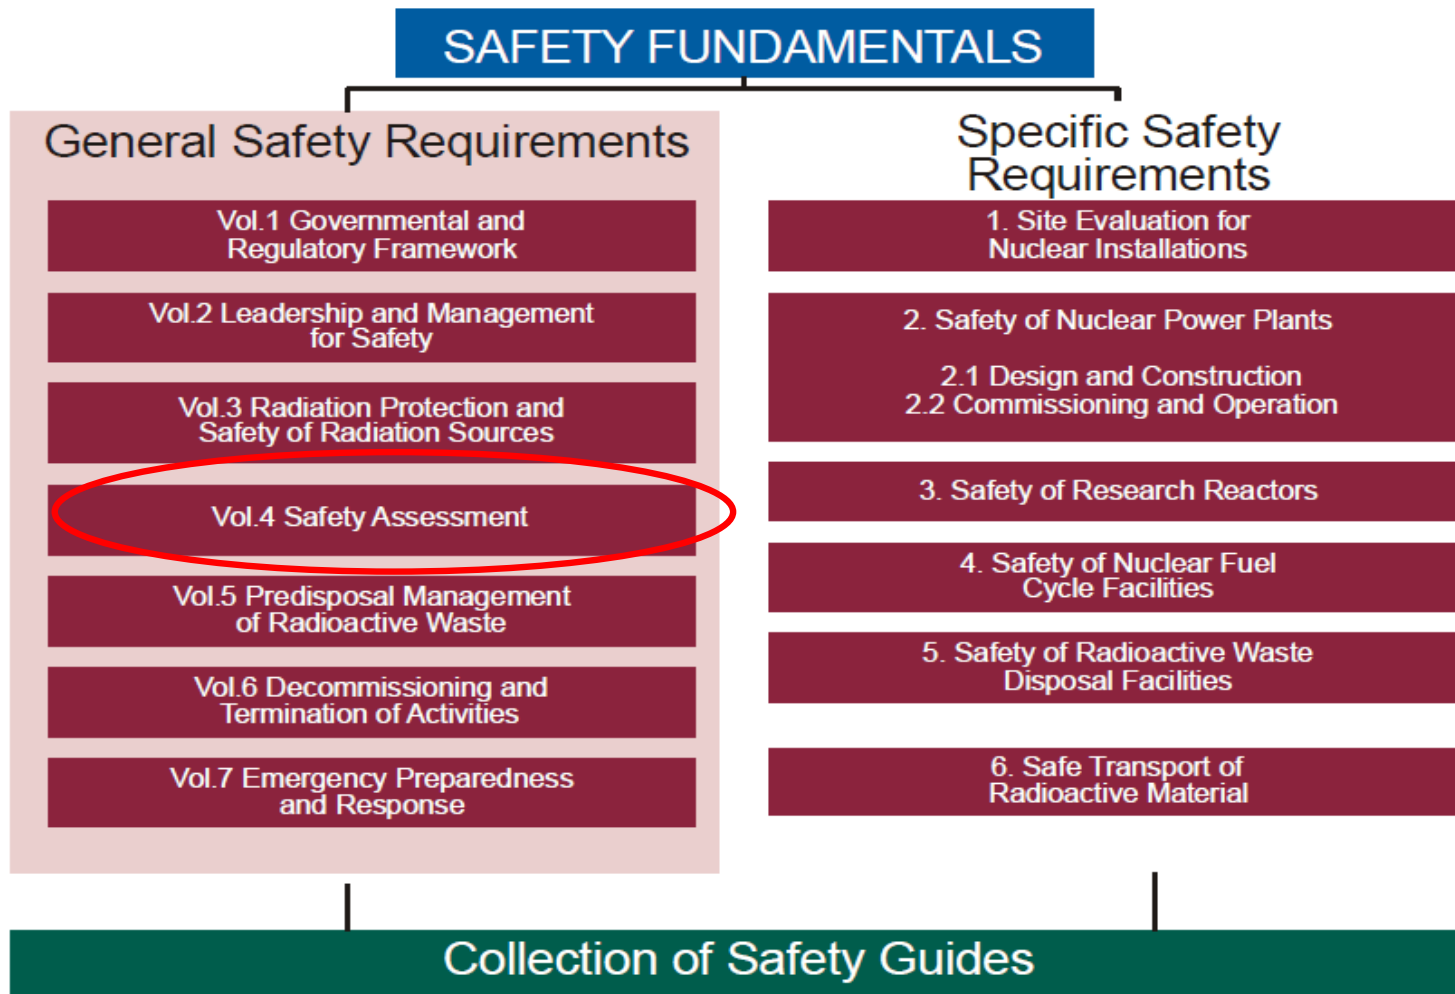 SAFETY FUNDAMENTALS
General Safety Requirements
Vol.1 Governmental and
Regulatory Framework
Vol.2 Leadership and Management
for Safety
Vol.3 Radiation Protection and
Safety of Radiation Sources
Vol.4 Safety Assessment
Vol.5 Predisposal Management
of Radioactive Waste
Vol.6 Decommissioning and
Termination of Activities
Vol.7 Emergency Preparedness
and Response
Specific Safety
Requirements
1. Site Evaluation for
Nuclear Installations
2. Safety of Nuclear Power Plants
2.1 Design and Construction
2.2 Commissioning and Operation
3. Safety of Research Reactors
4. Safety of Nuclear Fuel
Cycle Facilities
5. Safety of Radioactive Waste
Disposal Facilities
6. Safe Transport of
Radioactive Material
Collection of Safety Guides